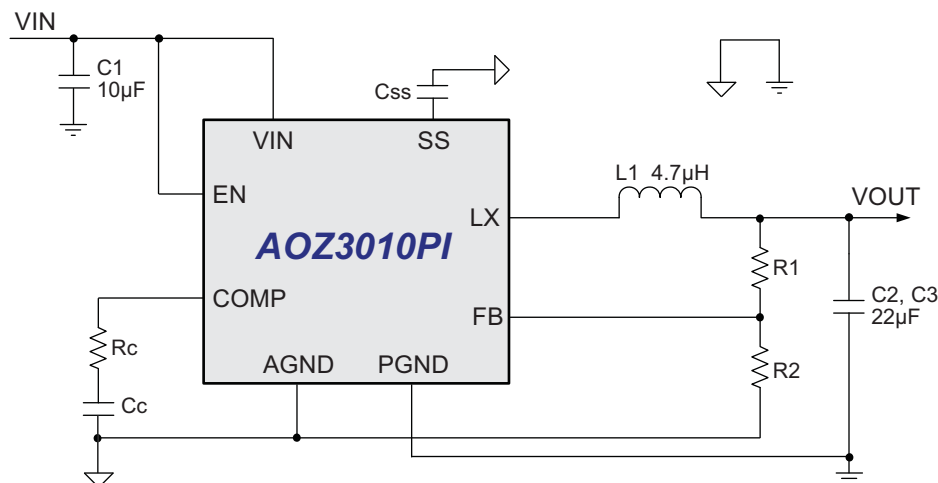 VIN
C1
10µF
Css
VIN
SS
EN
L1 4.7µH
VOUT
LX
AOZ3010PI
R1
COMP
C2, C3
22µF
FB
Rc
AGND
PGND
R2
Cc